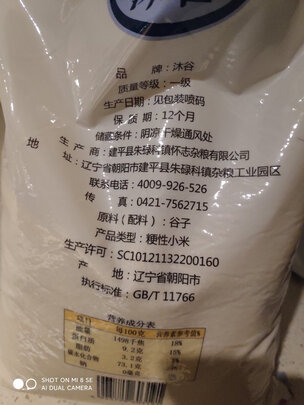 品　　牌：沐谷
质量等级：一级
生产日期：见包装喷码
保 质 期：12个月
储藏条件：阴凉干燥通风处
生 产 商：建平县朱碌科镇怀志杂粮有限公司
地　　址：辽宁省朝阳市建平县朱碌科镇杂粮工业园区
联系电话：4009-926-526
传　　真：0421-7562715
原料（配料）：谷子
产品类型：粳性小米
生产许可：SC10121132200160
产　　地：辽宁省朝阳市
执行标准：GB/T 11766
营养成分表
项目 每100克 营养素参考值%
能量 1498千焦 18%
蛋白质 9.2克 15%
脂肪 3.2克 5%
碳水化合物 73.1克
钠 0毫克
SHOT ON MI 8 SE
AI DUAL CAMERA